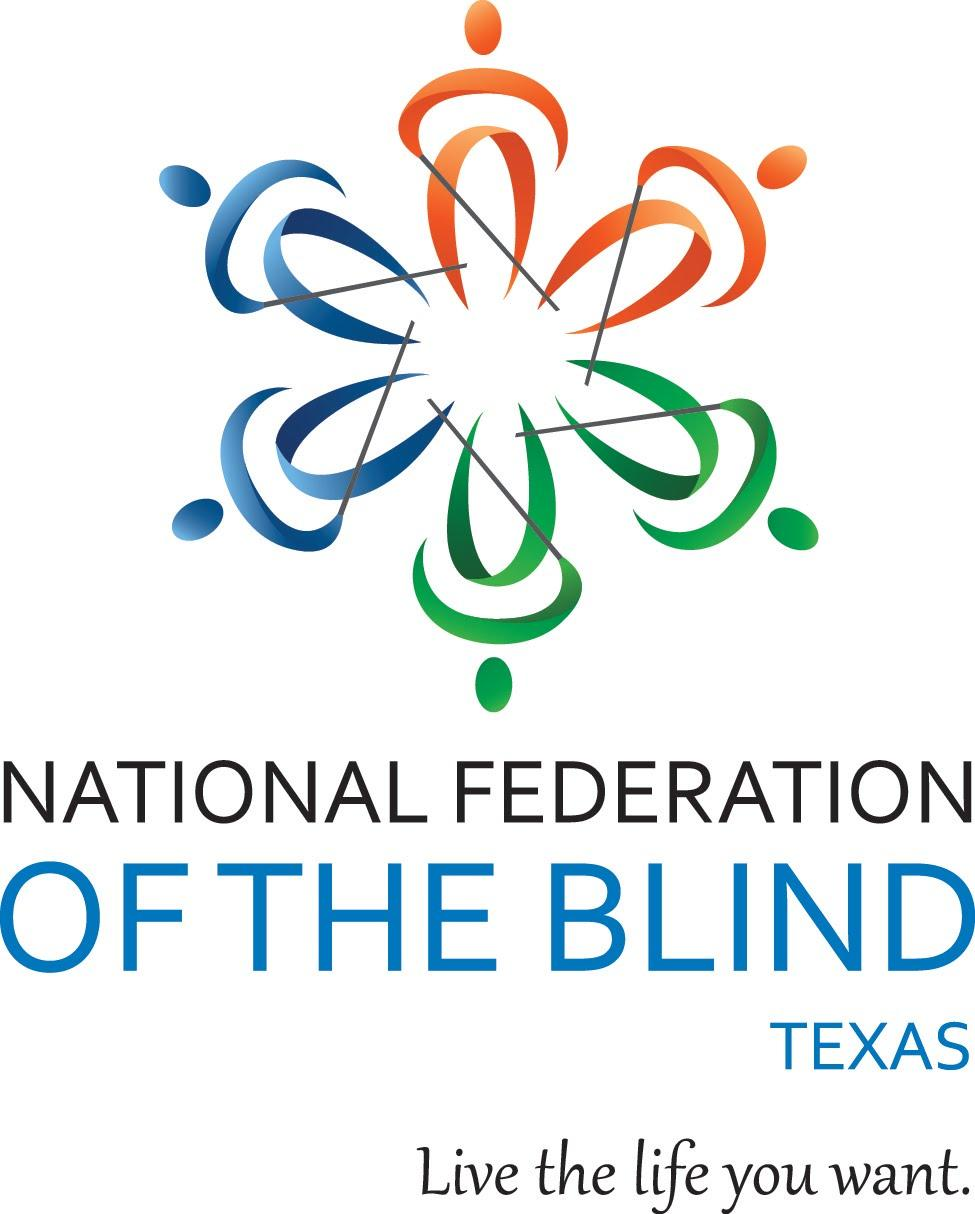 NATIONAL FEDERATION
OF THE BLIND
TEXAS
Live the life you want.